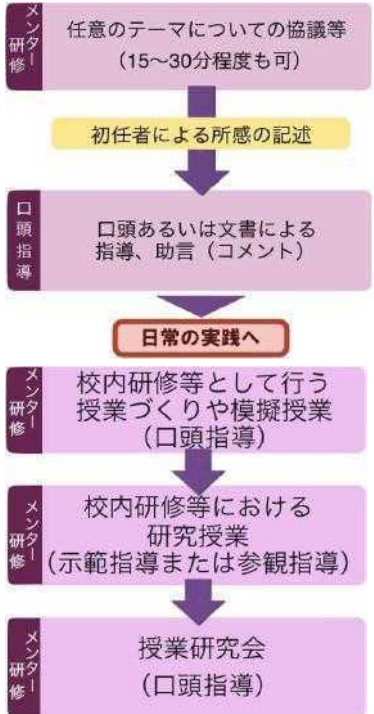 メンター研修
任意のテーマについての協議等
（15〜30分程度も可）
初任者による所感の記述
口頭指導
口頭あるいは文書による
指導、助言（コメント）
日常の実践へ
メンター研修
校内研修等として行う
授業づくりや模擬授業
（口頭指導）
メンター研修
校内研修等における
研究授業
（示範指導または参観指導）
メンター研修
授業研究会
（口頭指導）